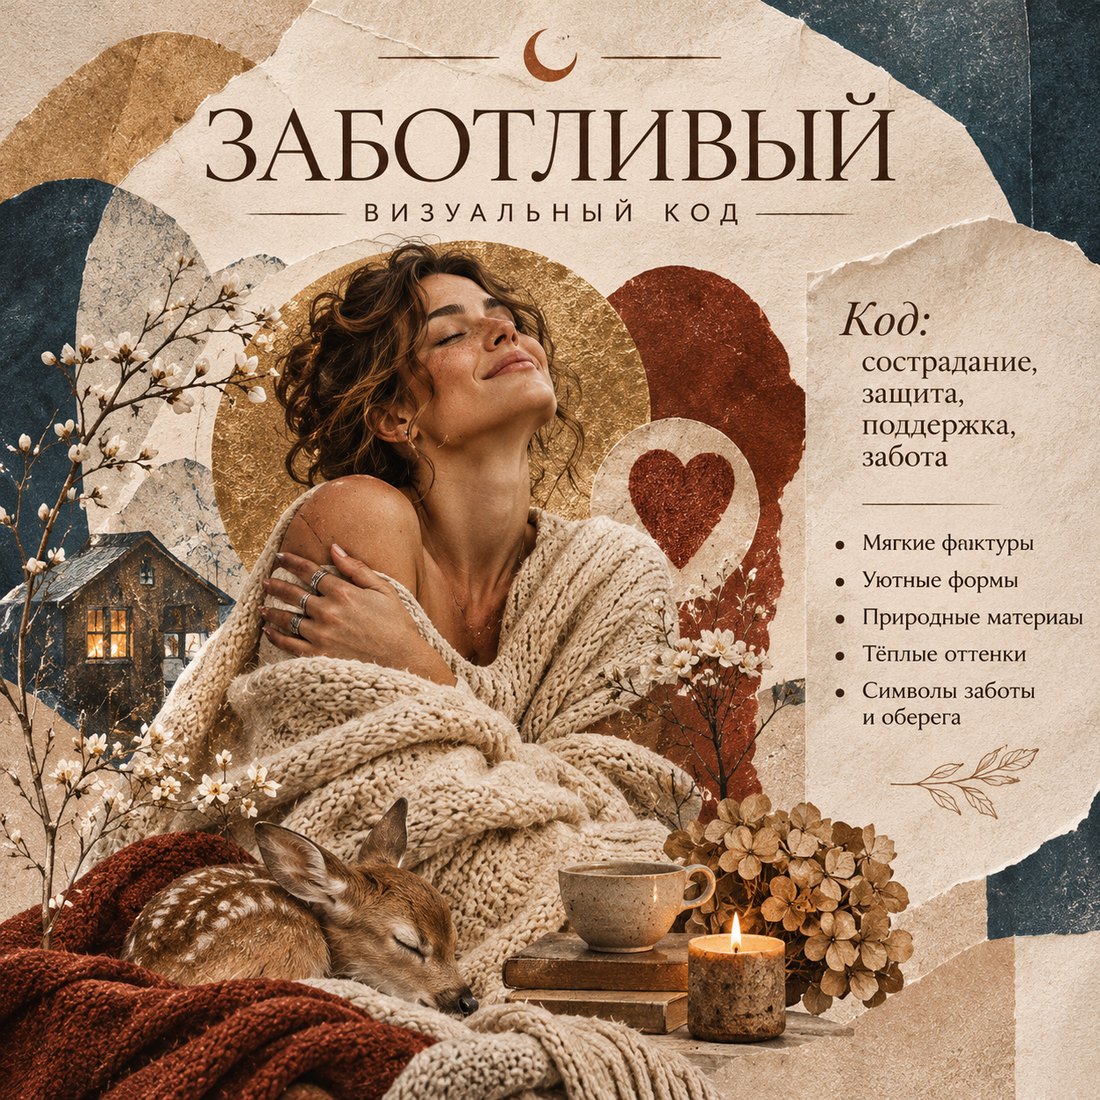 ЗАБОТЛИВЫЙ
ВИЗУАЛЬНЫЙ КОД
Код:
сострадание,
защита,
поддержка,
забота
• Мягкие фактуры
• Уютные формы
• Природные материаы
• Тёплые оттенки
• Символы заботы
и оберега